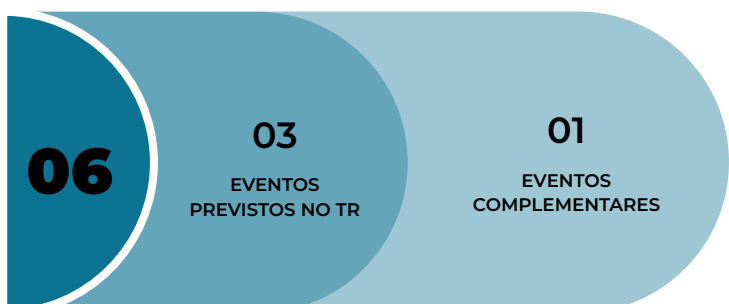 06
03
EVENTOS
PREVISTOS NO TR
01
EVENTOS
COMPLEMENTARES